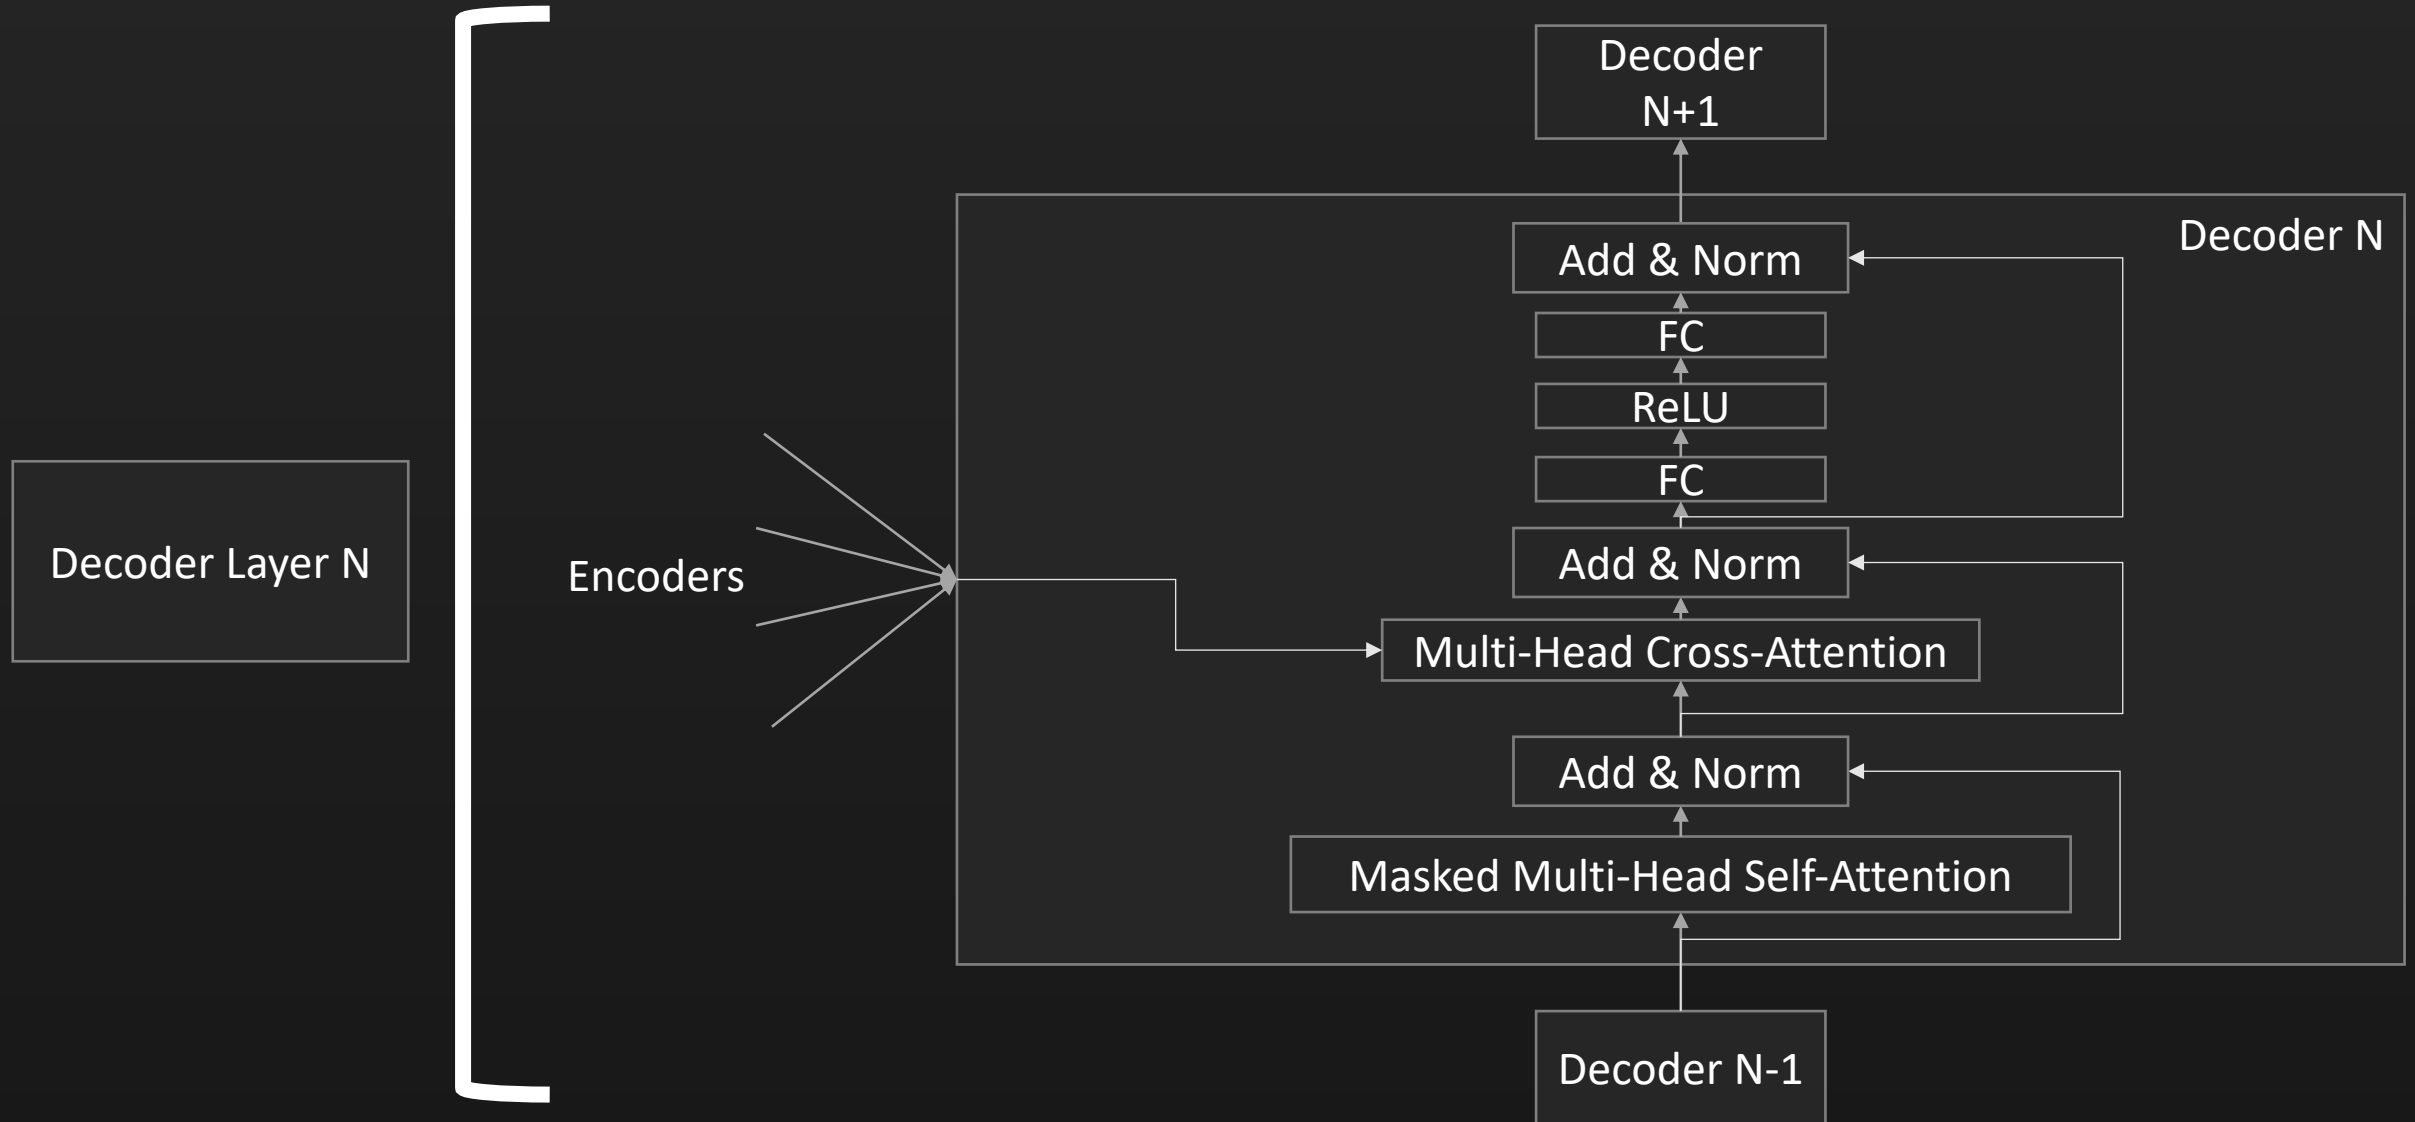 Decoder
N+1
Decoder N
Add & Norm
FC
ReLU
FC
Decoder Layer N
Encoders
Add & Norm
Multi-Head Cross-Attention
Add & Norm
Masked Multi-Head Self-Attention
Decoder N-1